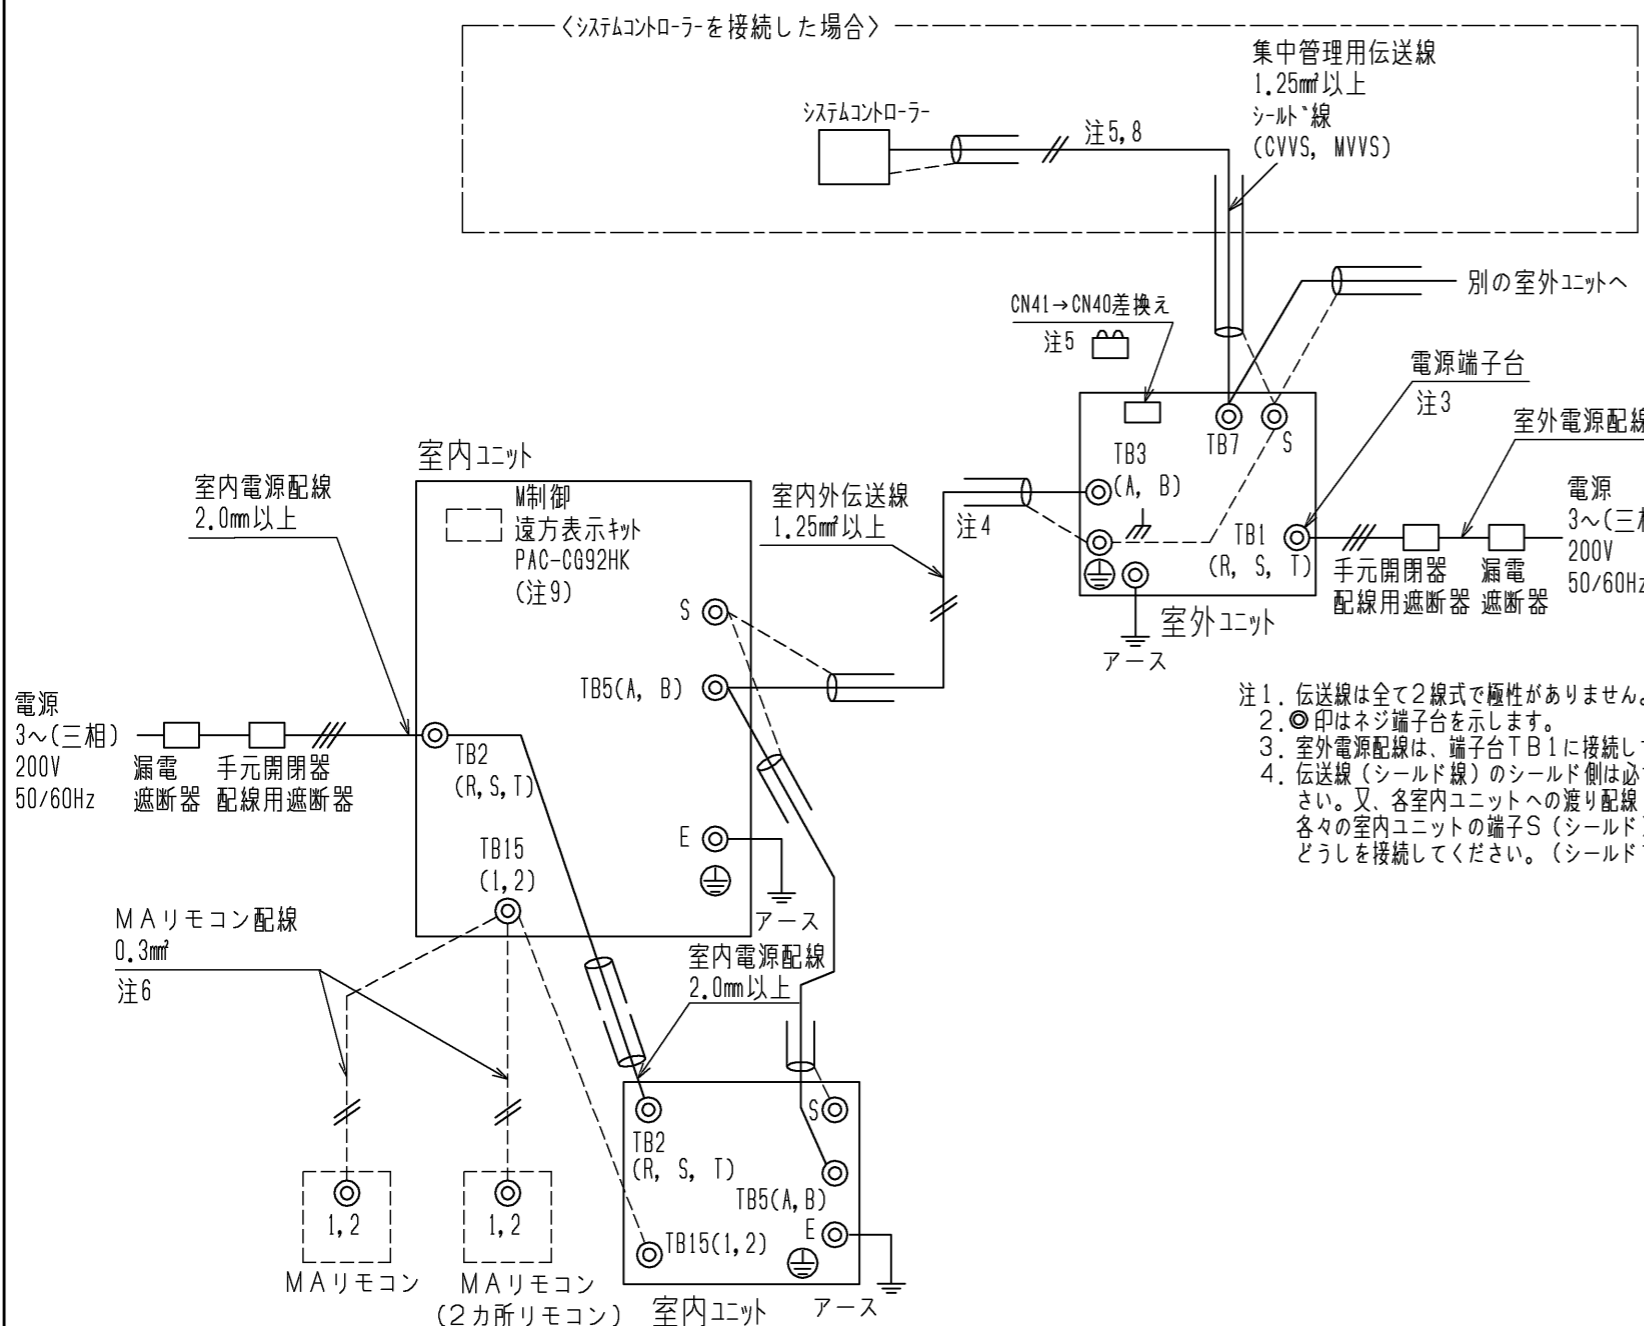 〈システムコントローラーを接続した場合〉
集中管理用伝送線
1.25mm²以上
シールド線
(CVVS, MVVS)
システムコントローラー
注5,8
別の室外ユニットへ
CN41→CN40差換え
注5
電源端子台
注3
室外電源配線
TB7
S
TB3
(A, B)
TB1
(R, S, T)
電源
3~(三相
200V
50/60Hz
手元開閉器
配線用遮断器
漏電
遮断器
室外ユニット
アース
室内ユニット
室内電源配線
2.0mm以上
M制御
遠方表示キット
PAC-CG92HK
(注9)
室内外伝送線
1.25mm²以上
注4
S
TB5(A, B)
電源
3~(三相)
200V
50/60Hz
漏電
遮断器
手元開閉器
配線用遮断器
TB2
(R,S,T)
E
TB15
(1,2)
アース
注1. 伝送線は全て2線式で極性がありません。
2.◎印はネジ端子台を示します。
3. 室外電源配線は、端子台TB1に接続し
4. 伝送線(シールド線)のシールド側は必
さい。又、各室内ユニットへの渡り配線
各々の室内ユニットの端子S(シールド)
どうしを接続してください。(シールド
MAリモコン配線
0.3mm²
注6
室内電源配線
2.0mm以上
S
TB2
(R, S, T)
TB5(A,B)
E
TB15(1,2)
1,2
1,2
MAリモコン
MAリモコン
(2カ所リモコン)
室内ユニット
アース